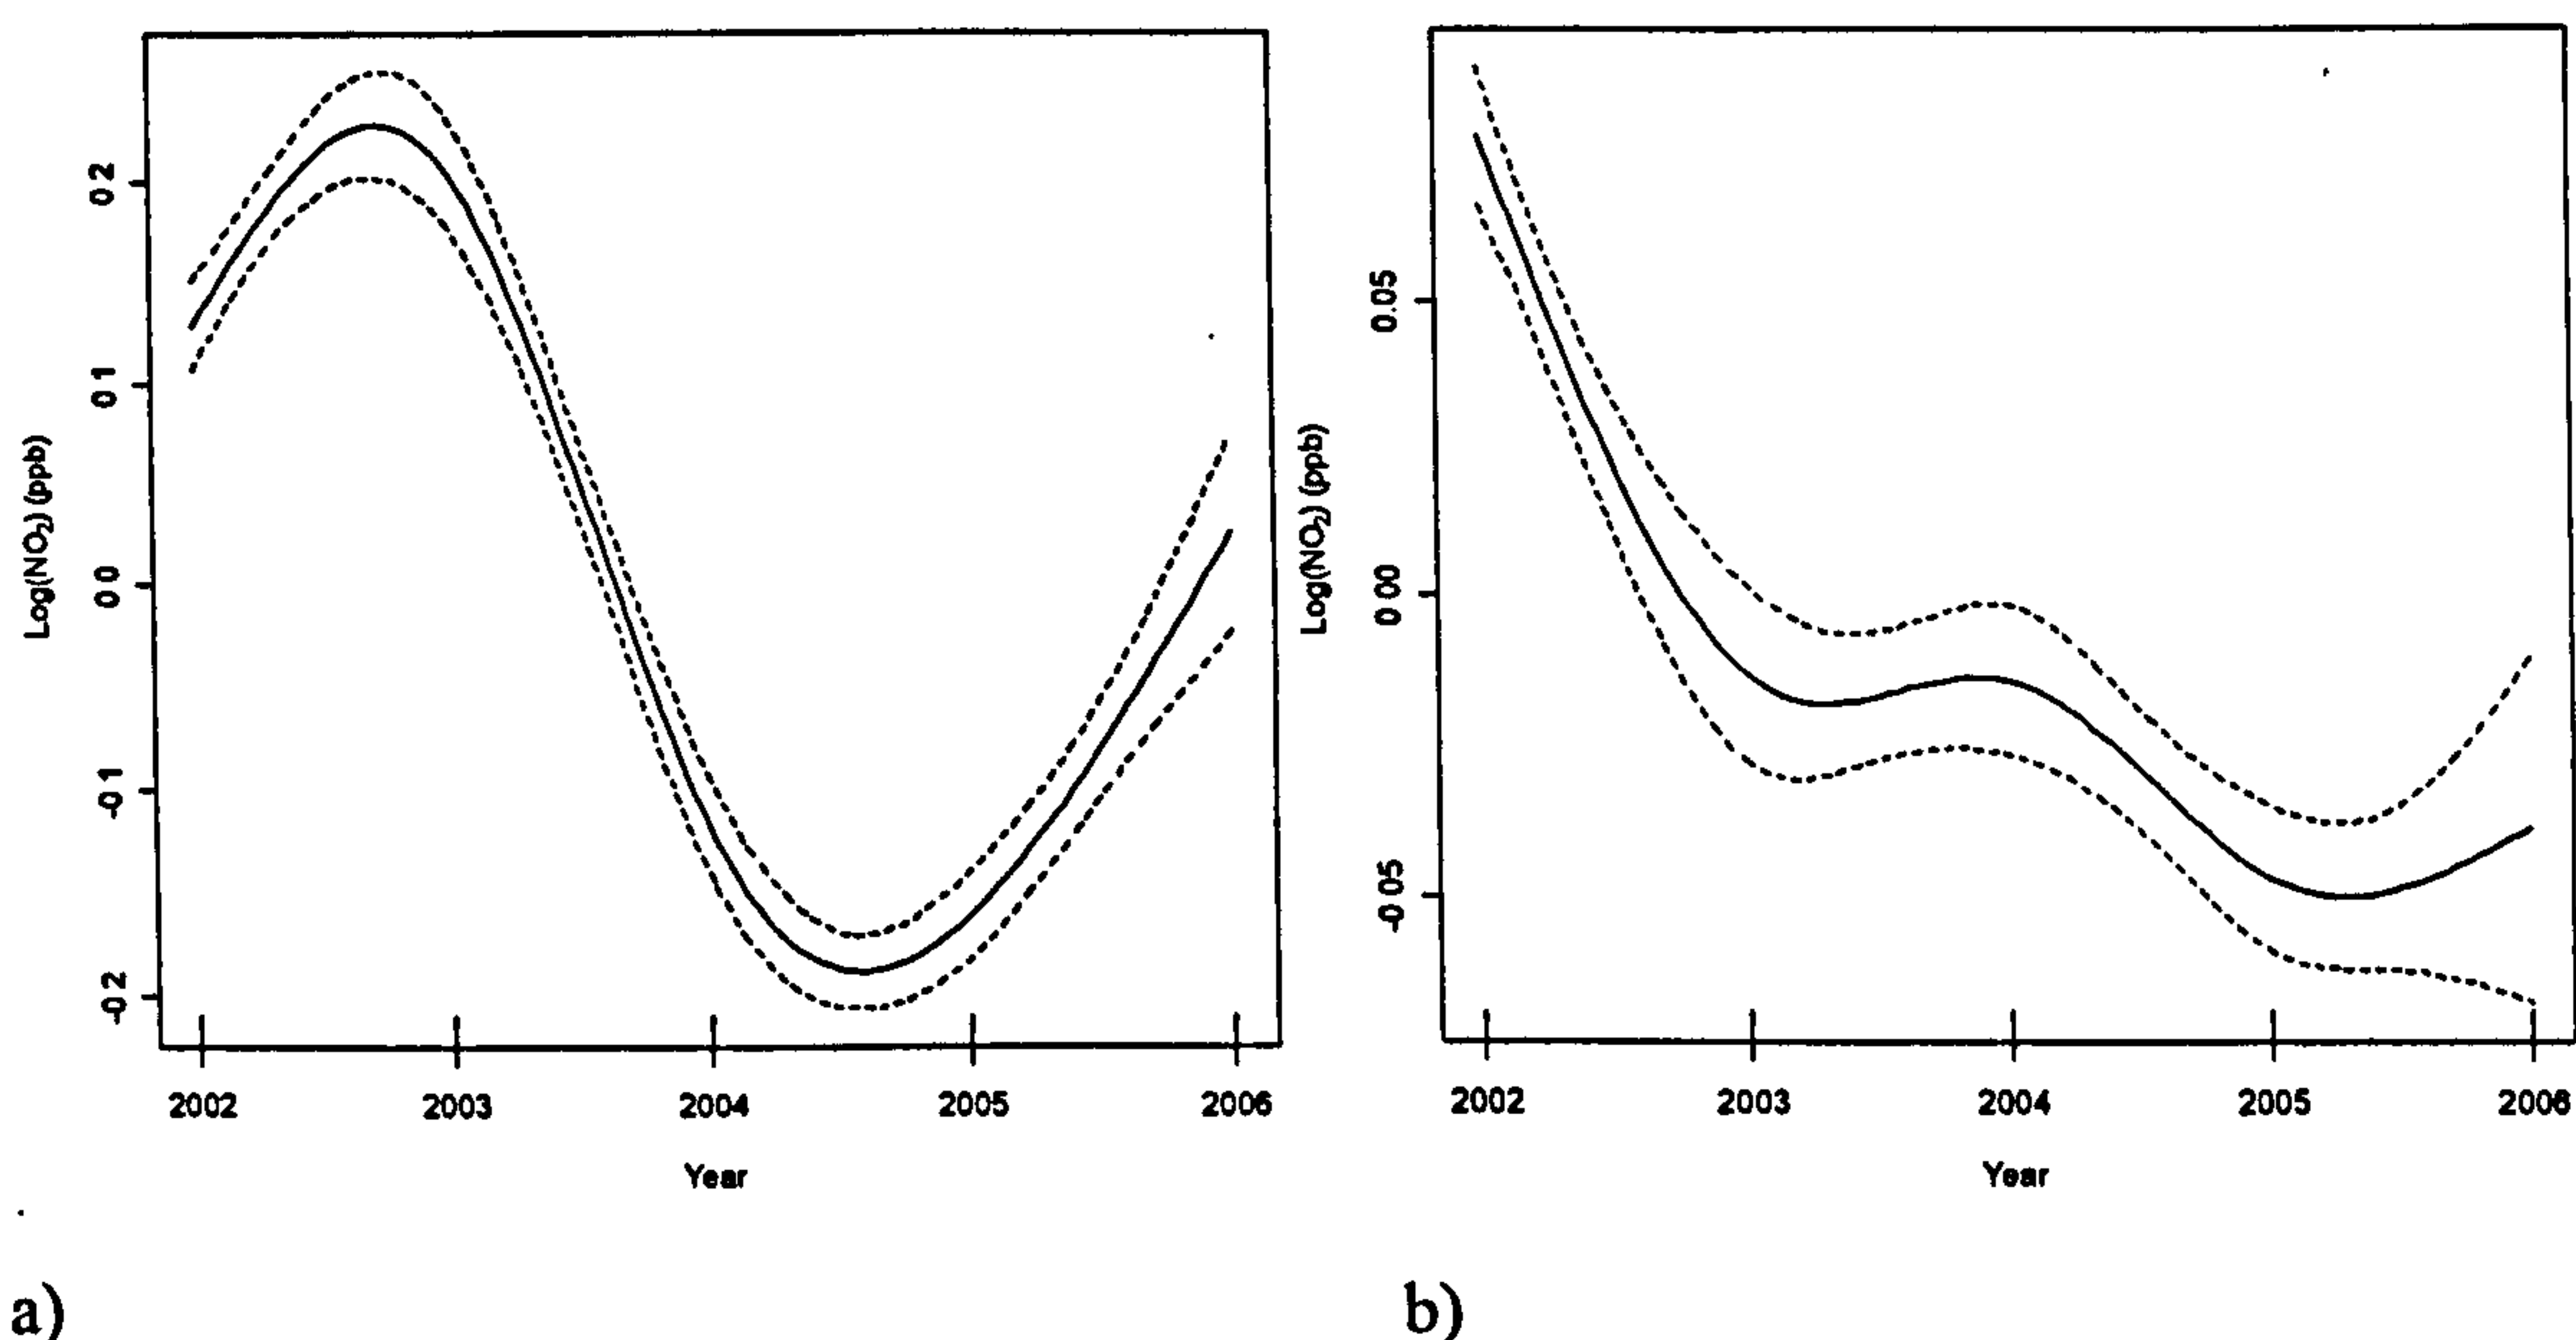 Log(NO₂) (ppb)
0 2
0 1
0 0
-0 1
-0 2
2002 2003 2004 2005 2006
Year
a)
Log(NO₂) (ppb)
0.05
0 00
-0 05
2002 2003 2004 2005 2006
Year
b)